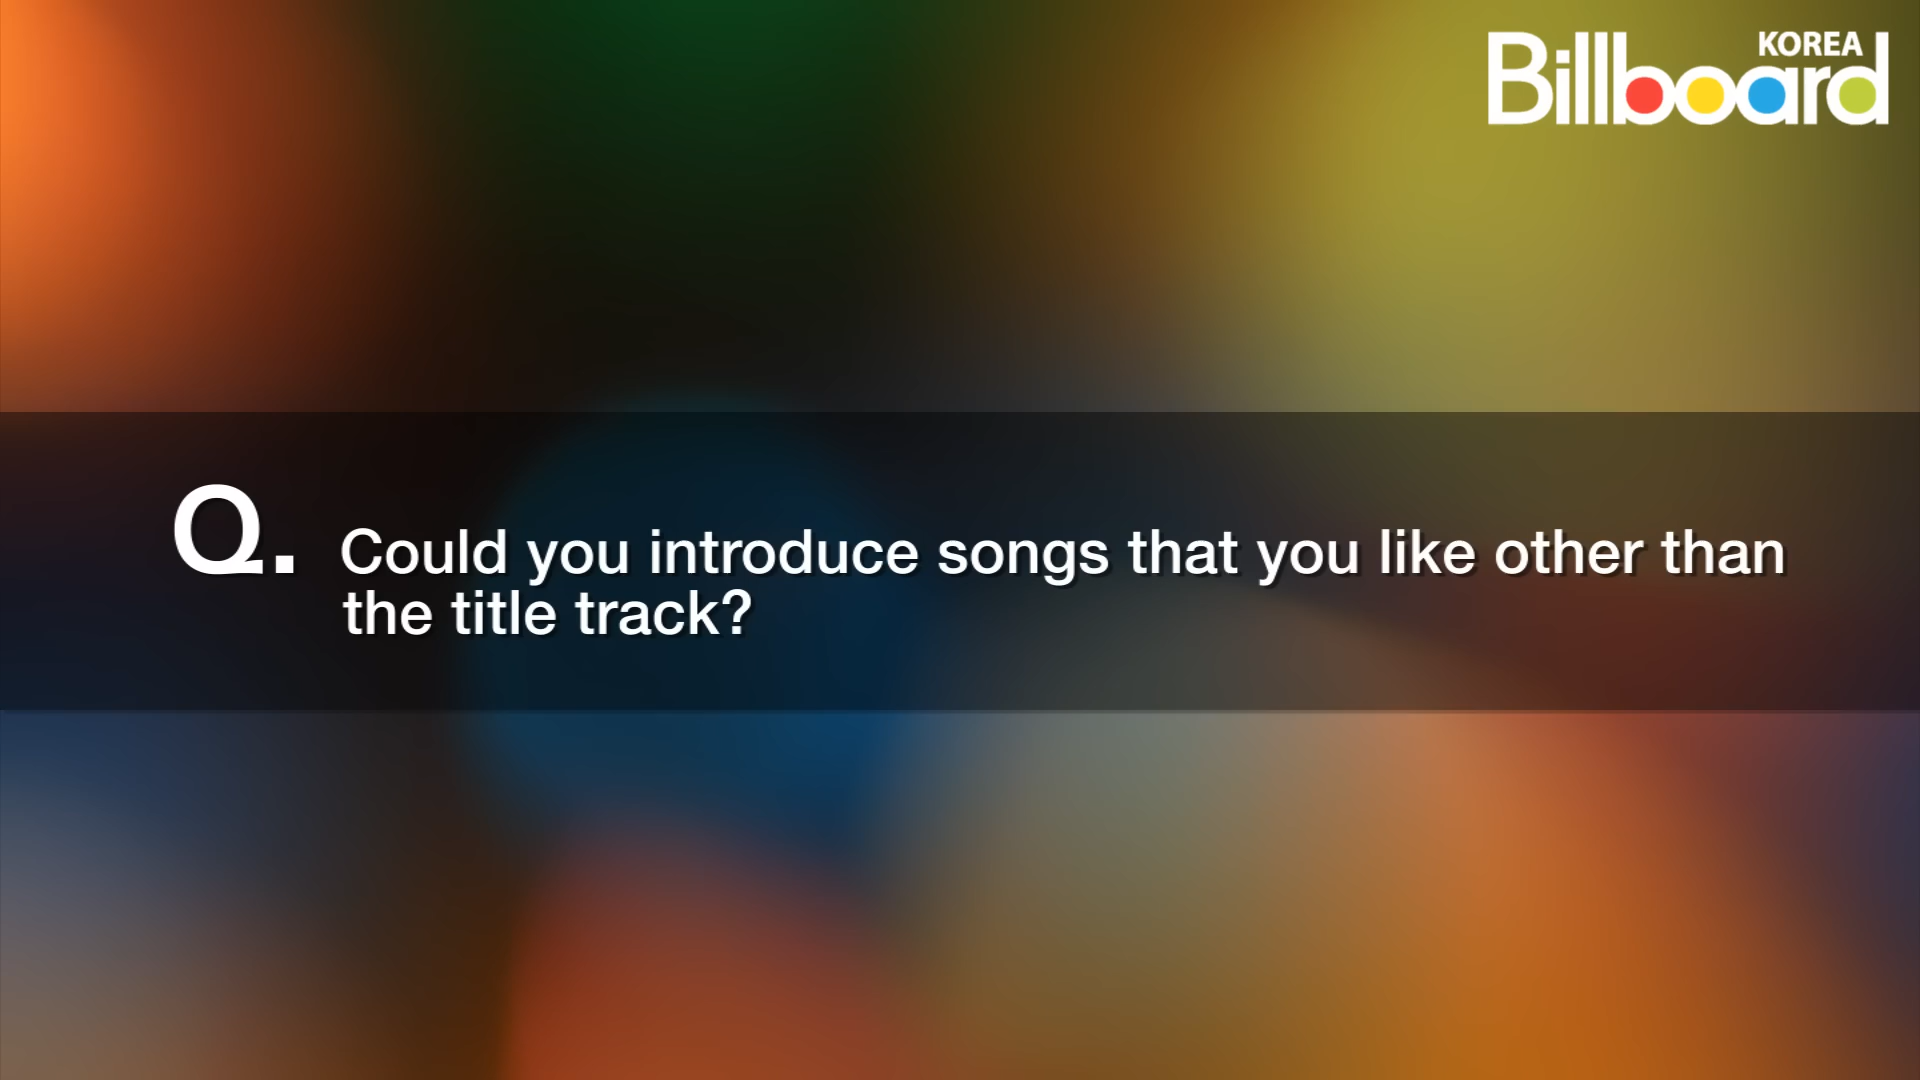 Billboard KOREA
Q. Could you introduce songs that you like other than
the title track?